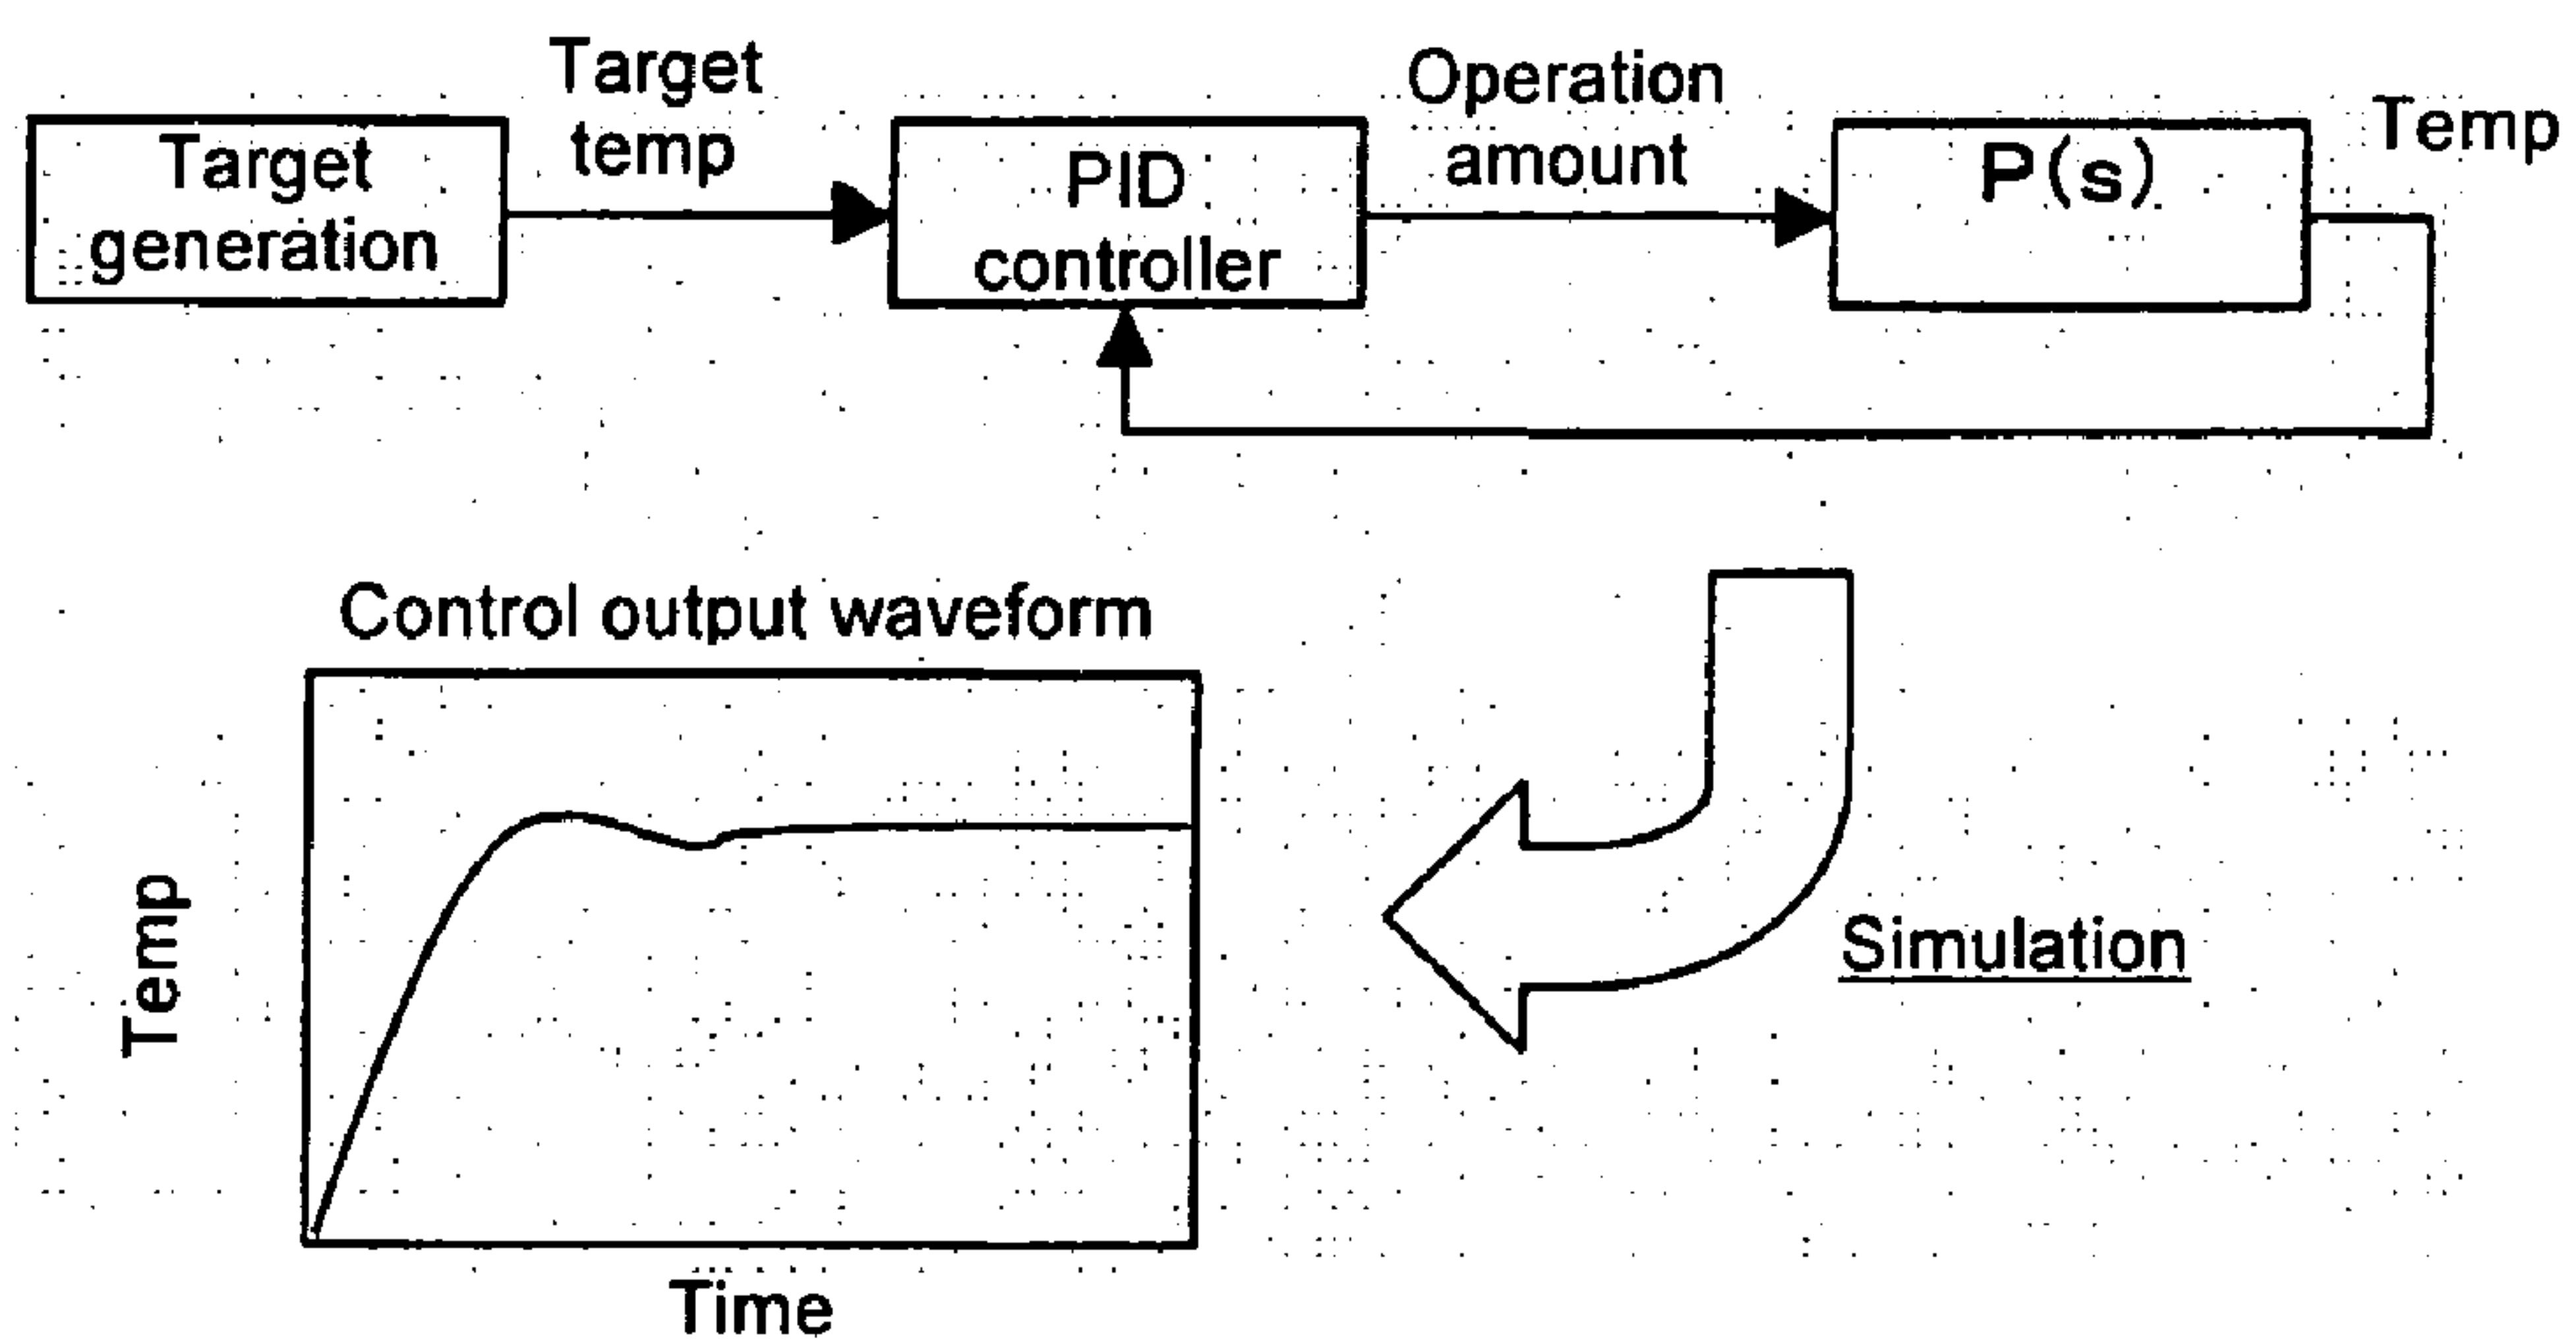 Target
generation
Target
temp
PID
controller
Operation
amount
P(s)
Temp
Control output waveform
Temp
Time
Simulation